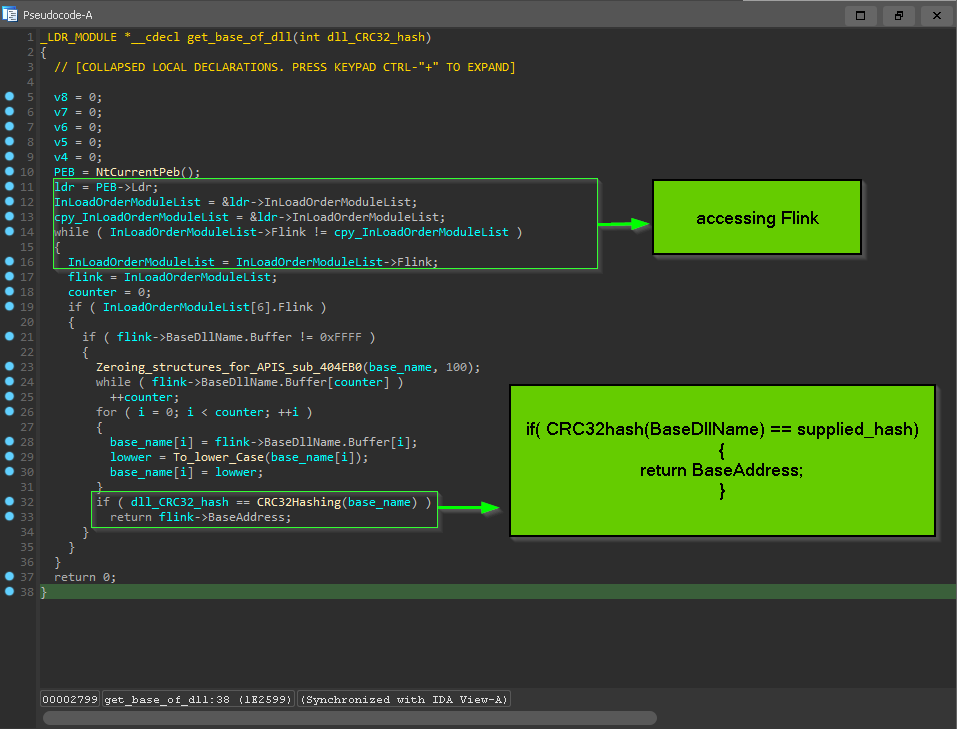 Pseudocode-A
1 _LDR_MODULE *__cdecl get_base_of_dll(int dll_CRC32_hash)
2 {
3 // [COLLAPSED LOCAL DECLARATIONS. PRESS KEYPAD CTRL-"+" TO EXPAND]
4
5 v8 = 0;
6 v7 = 0;
7 v6 = 0;
8 v5 = 0;
9 v4 = 0;
10 PEB = NtCurrentPeb();
11 ldr = PEB->Ldr;
12 InLoadOrderModuleList = &ldr->InLoadOrderModuleList;
13 cpy_InLoadOrderModuleList = &ldr->InLoadOrderModuleList;
14 while ( InLoadOrderModuleList->Flink != cpy_InLoadOrderModuleList )
15 {
16 InLoadOrderModuleList = InLoadOrderModuleList->Flink;
accessing Flink
17 flink = InLoadOrderModuleList;
18 counter = 0;
19 if ( InLoadOrderModuleList[6].Flink )
20 {
21 if ( flink->BaseDllName.Buffer != 0xFFFF )
22 {
23 Zeroing_structures_for_APIS_sub_404EB0(base_name, 100);
24 while ( flink->BaseDllName.Buffer[counter] )
25 ++counter;
26 for ( i = 0; i < counter; ++i )
27 {
28 base_name[i] = flink->BaseDllName.Buffer[i];
29 lowwer = To_lower_Case(base_name[i]);
30 base_name[i] = lowwer;
31 }
32 if ( dll_CRC32_hash == CRC32Hashing(base_name) )
33 return flink->BaseAddress;
if( CRC32hash(BaseDllName) == supplied_hash)
{
return BaseAddress;
}
34 }
35 }
36 }
37 return 0;
38 }
00002799 get_base_of_dll:38 (1E2599) (Synchronized with IDA View-A)